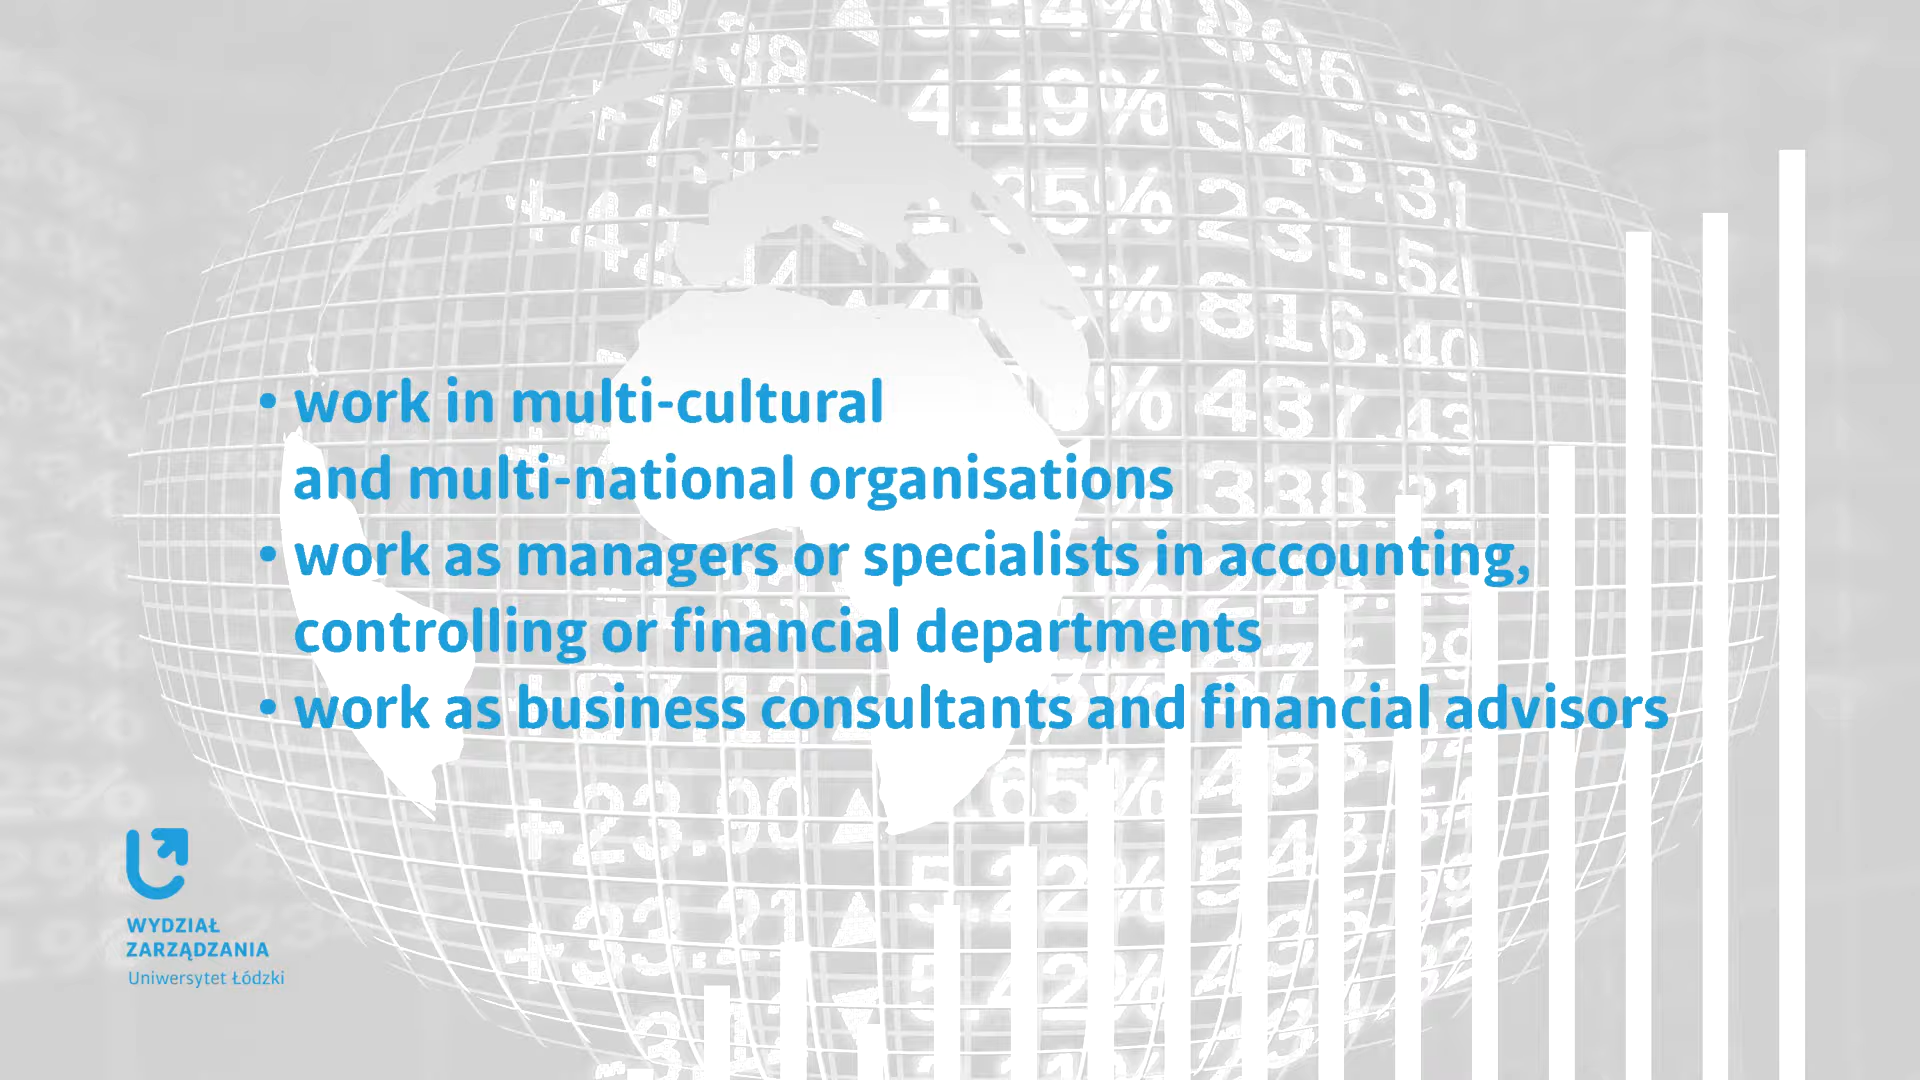 • work in multi-cultural
and multi-national organisations
• work as managers or specialists in accounting,
controlling or financial departments
• work as business consultants and financial advisors
WYDZIAŁ
ZARZĄDZANIA
Uniwersytet Łódzki